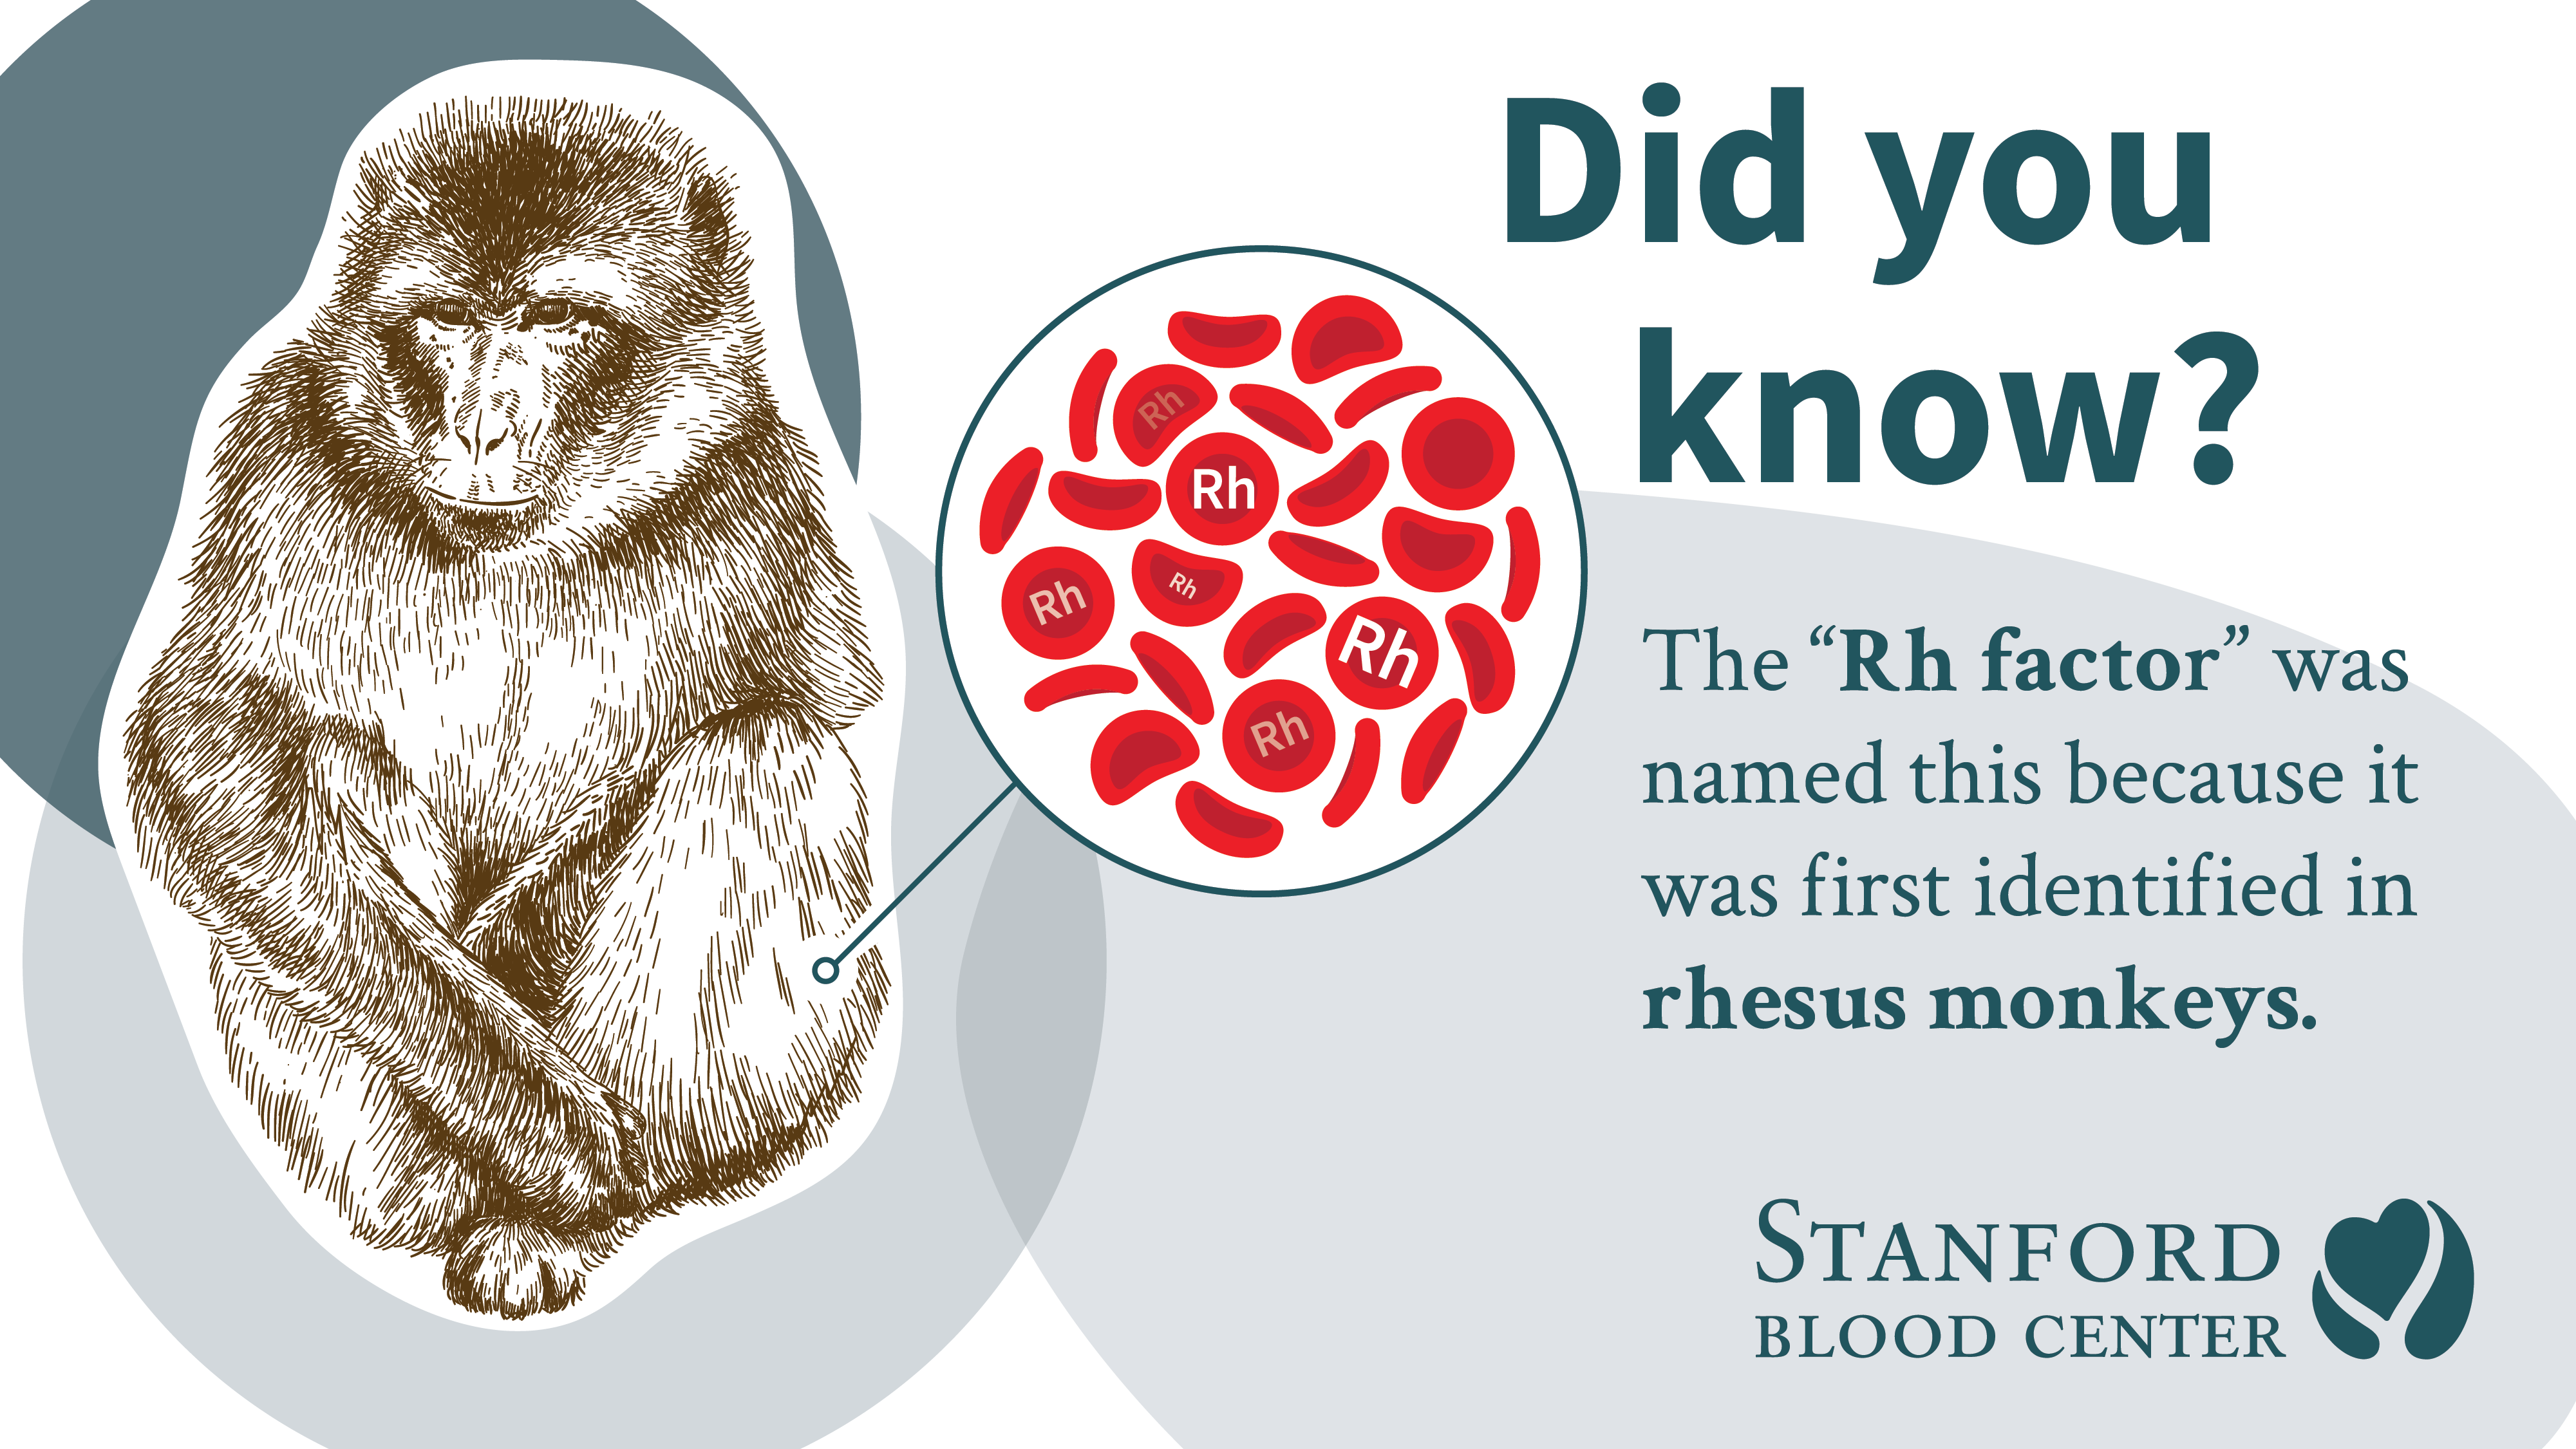 Did you
know?
Rh
Rh
Rh
Rh
Rh
Rh
The “Rh factor” was
named this because it
was first identified in
rhesus monkeys.
STANFORD
BLOOD CENTER